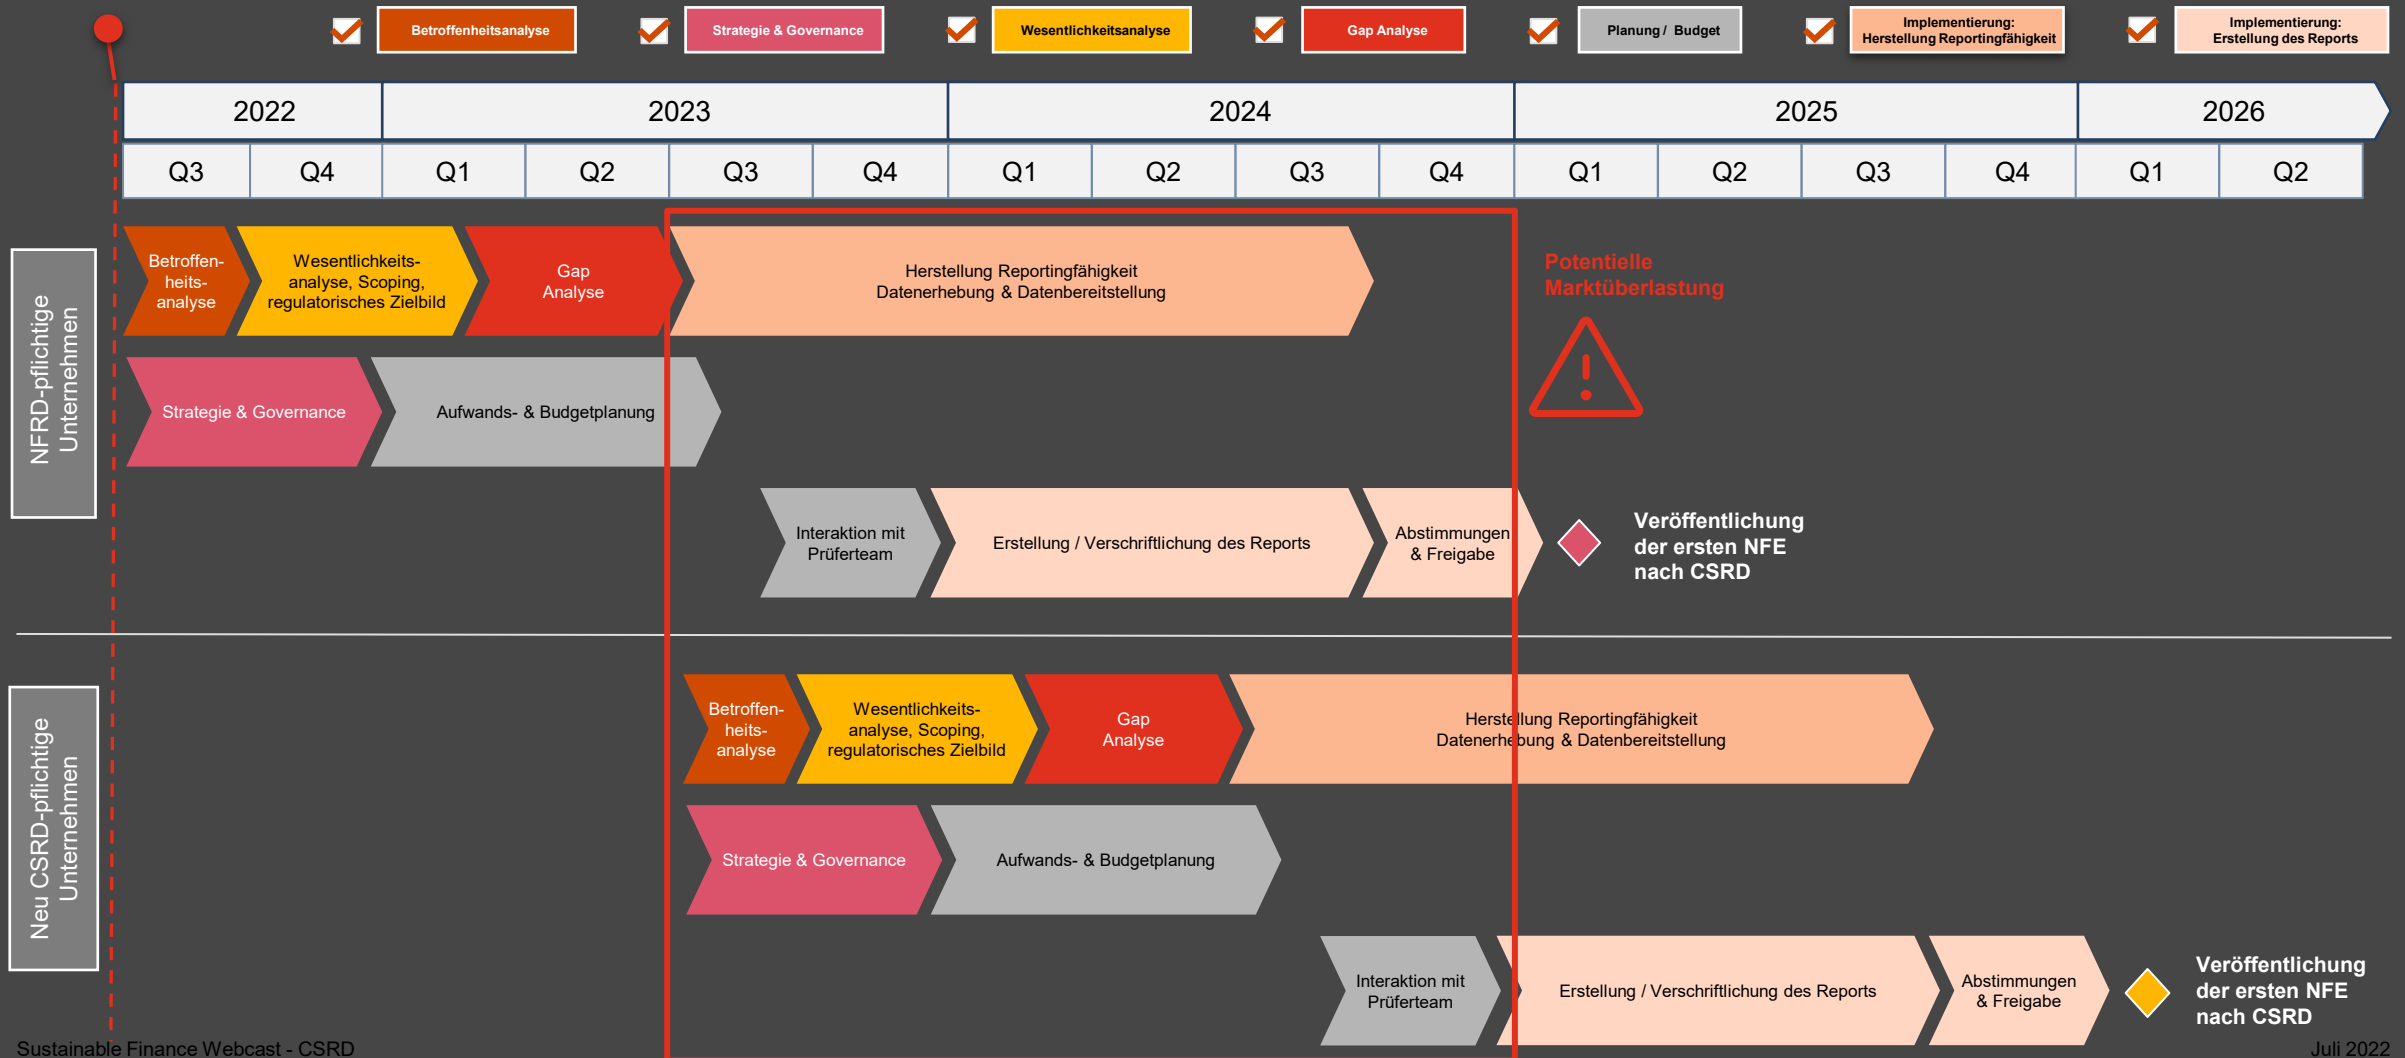 Betroffenheitsanalyse
Strategie & Governance
Wesentlichkeitsanalyse
Gap Analyse
Planung / Budget
Implementierung:
Herstellung Reportingfähigkeit
Implementierung:
Erstellung des Reports
2022
2023
2024
2025
2026
Q3
Q4
Q1
Q2
Q3
Q4
Q1
Q2
Q3
Q4
Q1
Q2
Q3
Q4
Q1
Q2
NFRD-pflichtige
Unternehmen
Betroffen-
heits-
analyse
Wesentlichkeits-
analyse, Scoping,
regulatorisches Zielbild
Gap
Analyse
Herstellung Reportingfähigkeit
Datenerhebung & Datenbereitstellung
Potentielle
Marktüberlastung
Strategie & Governance
Aufwands- & Budgetplanung
Interaktion mit
Prüferteam
Erstellung / Verschriftlichung des Reports
Abstimmungen
& Freigabe
Veröffentlichung
der ersten NFE
nach CSRD
Neu CSRD-pflichtige
Unternehmen
Betroffen-
heits-
analyse
Wesentlichkeits-
analyse, Scoping,
regulatorisches Zielbild
Gap
Analyse
Herstellung Reportingfähigkeit
Datenerhebung & Datenbereitstellung
Strategie & Governance
Aufwands- & Budgetplanung
Interaktion mit
Prüferteam
Erstellung / Verschriftlichung des Reports
Abstimmungen
& Freigabe
Veröffentlichung
der ersten NFE
nach CSRD
Sustainable Finance Webcast - CSRD
Juli 2022